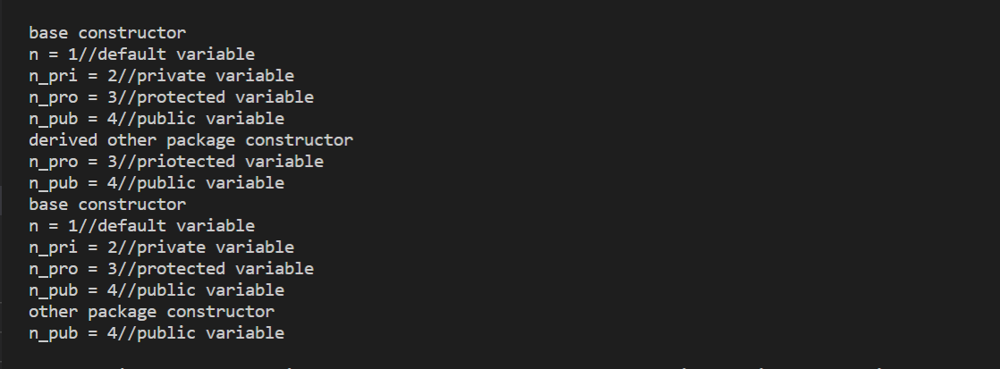 base constructor
n = 1//default variable
n_pri = 2//private variable
n_pro = 3//protected variable
n_pub = 4//public variable
derived other package constructor
n_pro = 3//priotected variable
n_pub = 4//public variable
base constructor
n = 1//default variable
n_pri = 2//private variable
n_pro = 3//protected variable
n_pub = 4//public variable
other package constructor
n_pub = 4//public variable